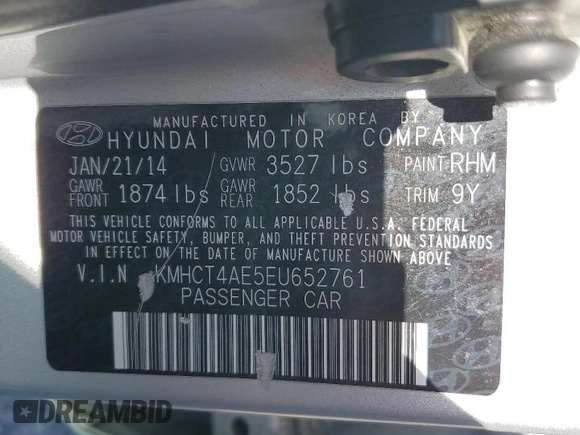 MANUFACTURED IN KOREA BY
HYUNDAI MOTOR COMPANY
JAN/21/14 GVWR 3527 lbs PAINT RHM
GAWR FRONT 1874 lbs GAWR REAR 1852 lbs TRIM 9Y
THIS VEHICLE CONFORMS TO ALL APPLICABLE U.S.A. FEDERAL
MOTOR VEHICLE SAFETY, BUMPER, AND THEFT PREVENTION STANDARDS
IN EFFECT ON THE DATE OF MANUFACTURE SHOWN ABOVE.
V.I.N KMHCT4AE5EU652761
PASSENGER CAR
DREAMBID